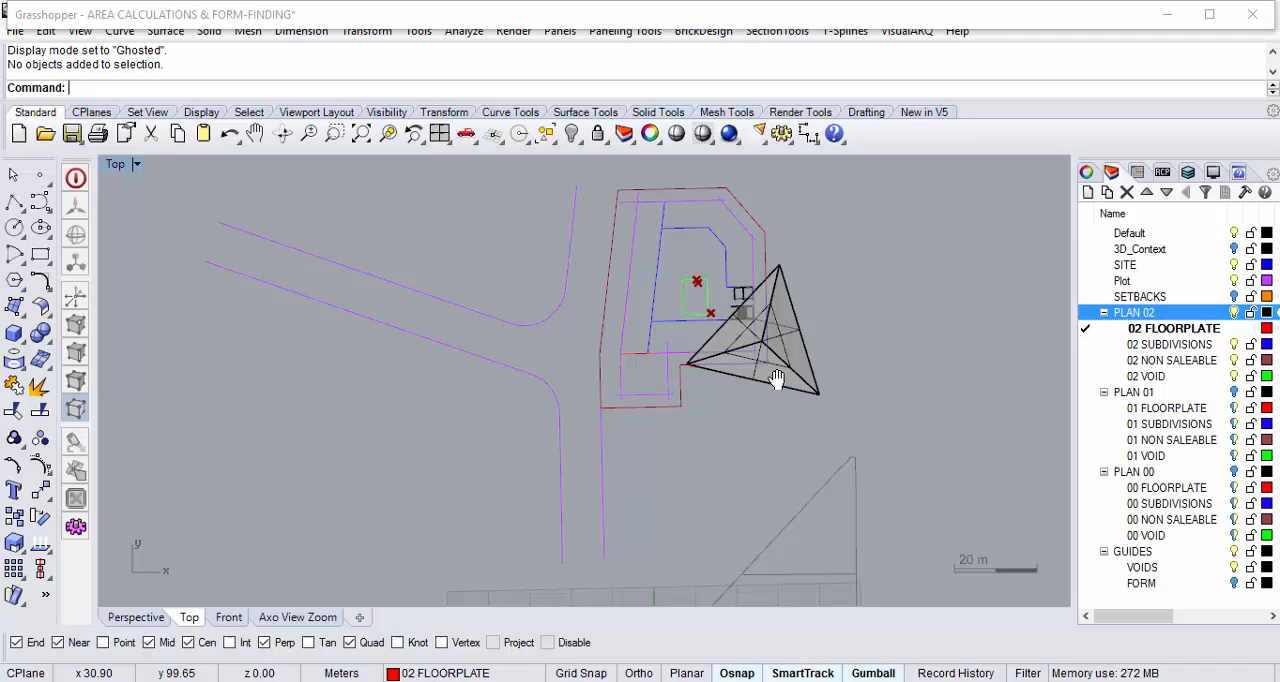 Grasshopper - AREA CALCULATIONS & FORM-FINDING*
File Edit View Curve Surface Solid Mesh Dimension Transform Tools Analyze Render Panels Paneling Tools BrickDesign SectionTools T-Splines VisualARQ Help
Display mode set to "Ghosted".
No objects added to selection.
Command:
Standard CPlanes Set View Display Select Viewport Layout Visibility Transform Curve Tools Surface Tools Solid Tools Mesh Tools Render Tools Drafting New in V5
Top
Name
Default
3D_Context
SITE
Plot
SETBACKS
PLAN 02
02 FLOORPLATE
02 SUBDIVISIONS
02 NON SALEABLE
02 VOID
PLAN 01
01 FLOORPLATE
01 SUBDIVISIONS
01 NON SALEABLE
01 VOID
PLAN 00
00 FLOORPLATE
00 SUBDIVISIONS
00 NON SALEABLE
00 VOID
GUIDES
VOIDS
FORM
y
x
20 m
Perspective Top Front Axo View Zoom
End Near Point Mid Cen Int Perp Tan Quad Knot Vertex Project Disable
CPlane x 30.90 y 99.65 z 0.00 Meters 02 FLOORPLATE Grid Snap Ortho Planar Osnap SmartTrack Gumball Record History Filter Memory use: 272 MB